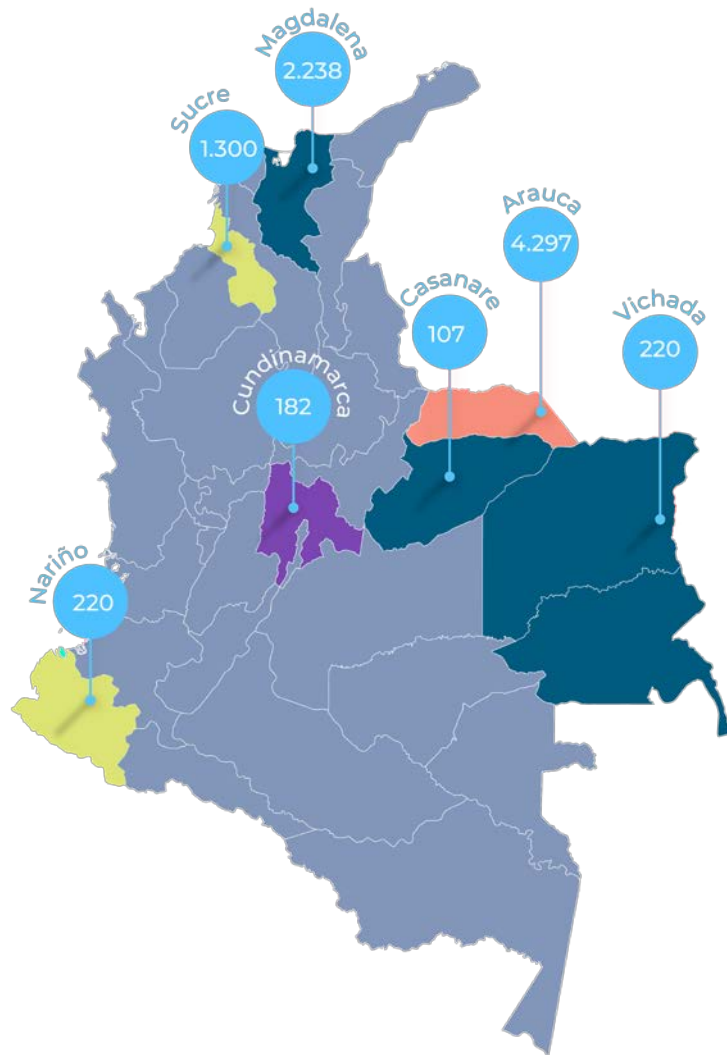 Magdalena
2.238
Sucre
1.300
Arauca
4.297
Casanare
107
Vichada
220
Cundinamarca
182
Nariño
220